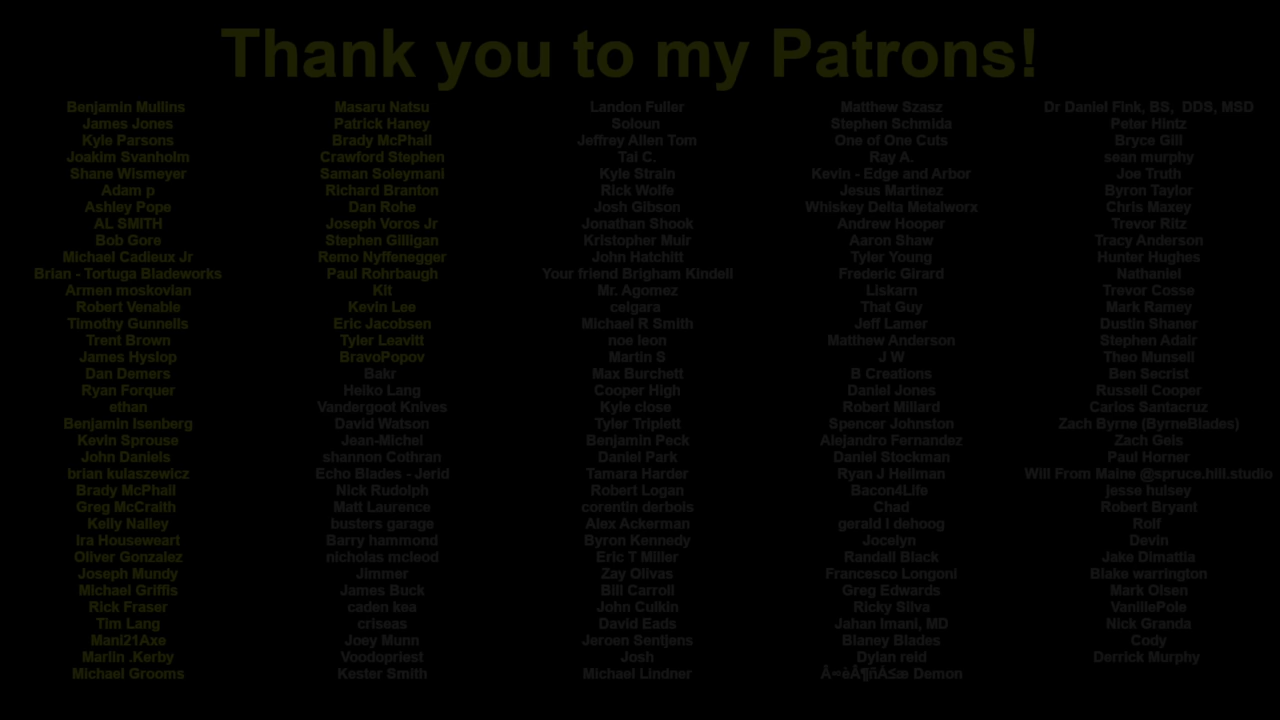 Thank you to my Patrons!
Benjamin Mullins
James Jones
Kyle Parsons
Joakim Svanholm
Shane Wismeyer
Adam p
Ashley Pope
AL SMITH
Bob Gore
Michael Cadieux Jr
Brian - Tortuga Bladeworks
Armen moskovian
Robert Venable
Timothy Gunnells
Trent Brown
James Hyslop
Dan Demers
Ryan Forquer
ethan
Benjamin Isenberg
Kevin Sprouse
John Daniels
brian kulaszewicz
Brady McPhail
Greg McCraith
Kelly Nalley
Ira Houseweart
Oliver Gonzalez
Joseph Mundy
Michael Griffis
Rick Fraser
Tim Lang
Mani21Axe
Marlin .Kerby
Michael Grooms
Masaru Natsu
Patrick Haney
Brady McPhail
Crawford Stephen
Saman Soleymani
Richard Branton
Dan Rohe
Joseph Voros Jr
Stephen Gilligan
Remo Nyffenegger
Paul Rohrbaugh
Kit
Kevin Lee
Eric Jacobsen
Tyler Leavitt
BravoPopov
Bakr
Heiko Lang
Vandergoot Knives
David Watson
Jean-Michel
shannon Cothran
Echo Blades - Jerid
Nick Rudolph
Matt Laurence
busters garage
Barry hammond
nicholas mcleod
Jimmer
James Buck
caden kea
criseas
Joey Munn
Voodopriest
Kester Smith
Landon Fuller
Soloun
Jeffrey Allen Tom
Tal C.
Kyle Strain
Rick Wolfe
Josh Gibson
Jonathan Shook
Kristopher Muir
John Hatchitt
Your friend Brigham Kindell
Mr. Agomez
celgara
Michael R Smith
noe leon
Martin S
Max Burchett
Cooper High
Kyle close
Tyler Triplett
Benjamin Peck
Daniel Park
Tamara Harder
Robert Logan
corentin derbois
Alex Ackerman
Byron Kennedy
Eric T Miller
Zay Olivas
Bill Carroll
John Culkin
David Eads
Jeroen Sentjens
Josh
Michael Lindner
Matthew Szasz
Stephen Schmida
One of One Cuts
Ray A.
Kevin - Edge and Arbor
Jesus Martinez
Whiskey Delta Metalworx
Andrew Hooper
Aaron Shaw
Tyler Young
Frederic Girard
Liskarn
That Guy
Jeff Lamer
Matthew Anderson
J W
B Creations
Daniel Jones
Robert Millard
Spencer Johnston
Alejandro Fernandez
Daniel Stockman
Ryan J Heilman
Bacon4Life
Chad
gerald l dehoog
Jocelyn
Randall Black
Francesco Longoni
Greg Edwards
Ricky Silva
Jahan Imani, MD
Blaney Blades
Dylan reid
Demon
Dr Daniel Fink, BS,  DDS, MSD
Peter Hintz
Bryce Gill
sean murphy
Joe Truth
Byron Taylor
Chris Maxey
Trevor Ritz
Tracy Anderson
Hunter Hughes
Nathaniel
Trevor Cosse
Mark Ramey
Dustin Shaner
Stephen Adair
Theo Munsell
Ben Secrist
Russell Cooper
Carlos Santacruz
Zach Byrne (ByrneBlades)
Zach Geis
Paul Horner
Will From Maine @spruce.hill.studio
jesse hulsey
Robert Bryant
Rolf
Devin
Jake Dimattia
Blake warrington
Mark Olsen
VanillePole
Nick Granda
Cody
Derrick Murphy